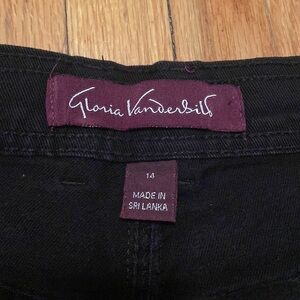 Gloria Vanderbilt
14
MADE IN
SRI LANKA